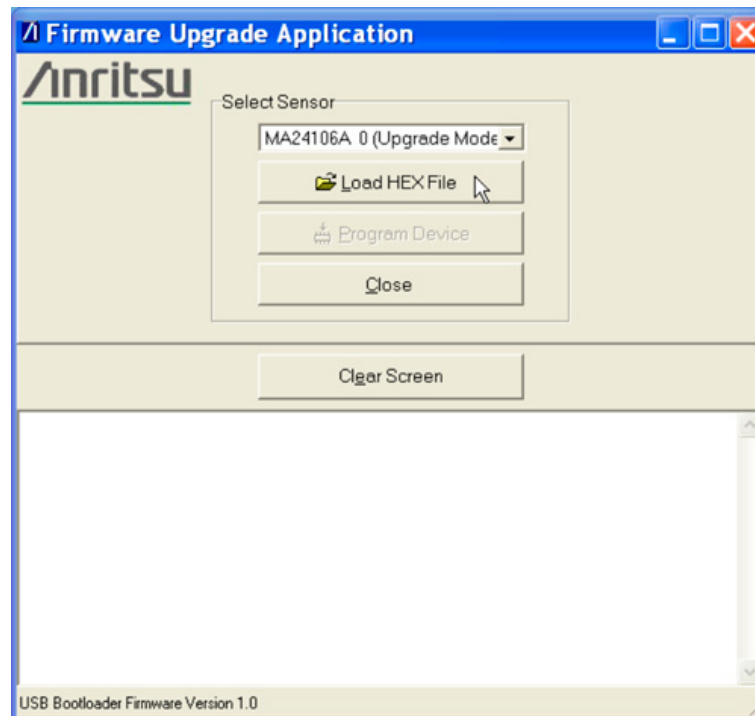 Firmware Upgrade Application
Anritsu
Select Sensor
MA24106A 0 (Upgrade Mode
Load HEX File
Program Device
Close
Clear Screen
USB Bootloader Firmware Version 1.0